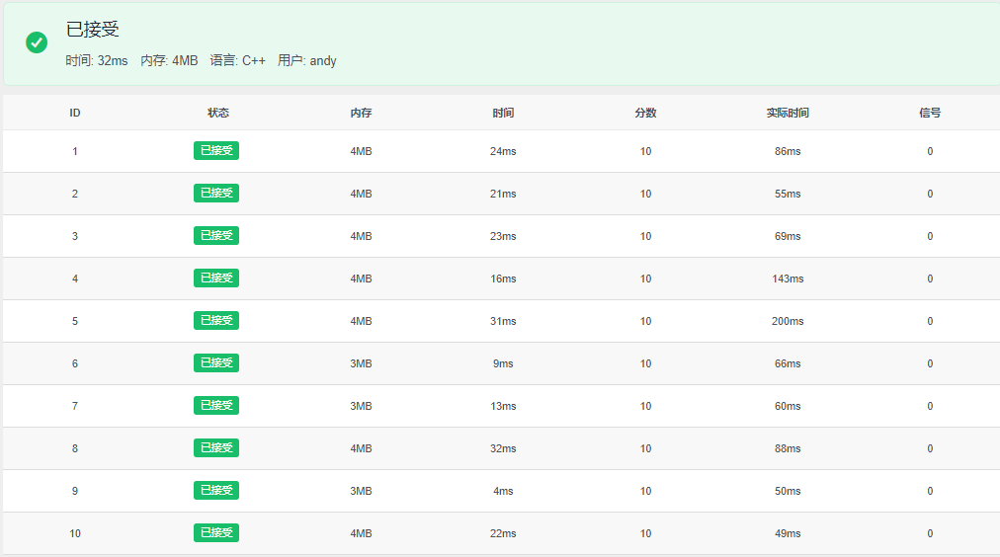 已接受
时间: 32ms 内存: 4MB 语言: C++ 用户: andy
ID 状态 内存 时间 分数 实际时间 信号
1 已接受 4MB 24ms 10 86ms 0
2 已接受 4MB 21ms 10 55ms 0
3 已接受 4MB 23ms 10 69ms 0
4 已接受 4MB 16ms 10 143ms 0
5 已接受 4MB 31ms 10 200ms 0
6 已接受 3MB 9ms 10 66ms 0
7 已接受 3MB 13ms 10 60ms 0
8 已接受 4MB 32ms 10 88ms 0
9 已接受 3MB 4ms 10 50ms 0
10 已接受 4MB 22ms 10 49ms 0